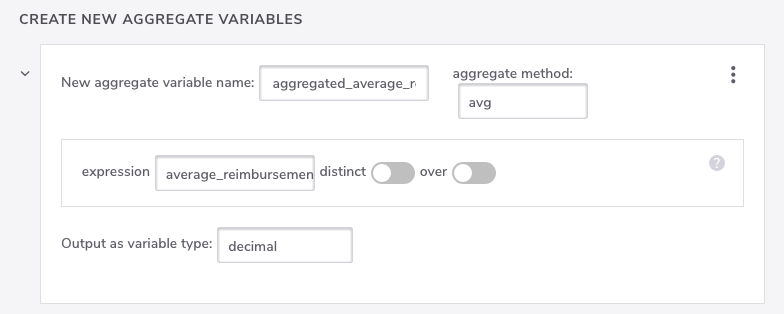 CREATE NEW AGGREGATE VARIABLES
New aggregate variable name: aggregated_average_r
aggregate method:
avg
expression average_reimbursemen distinct over ?
Output as variable type: decimal